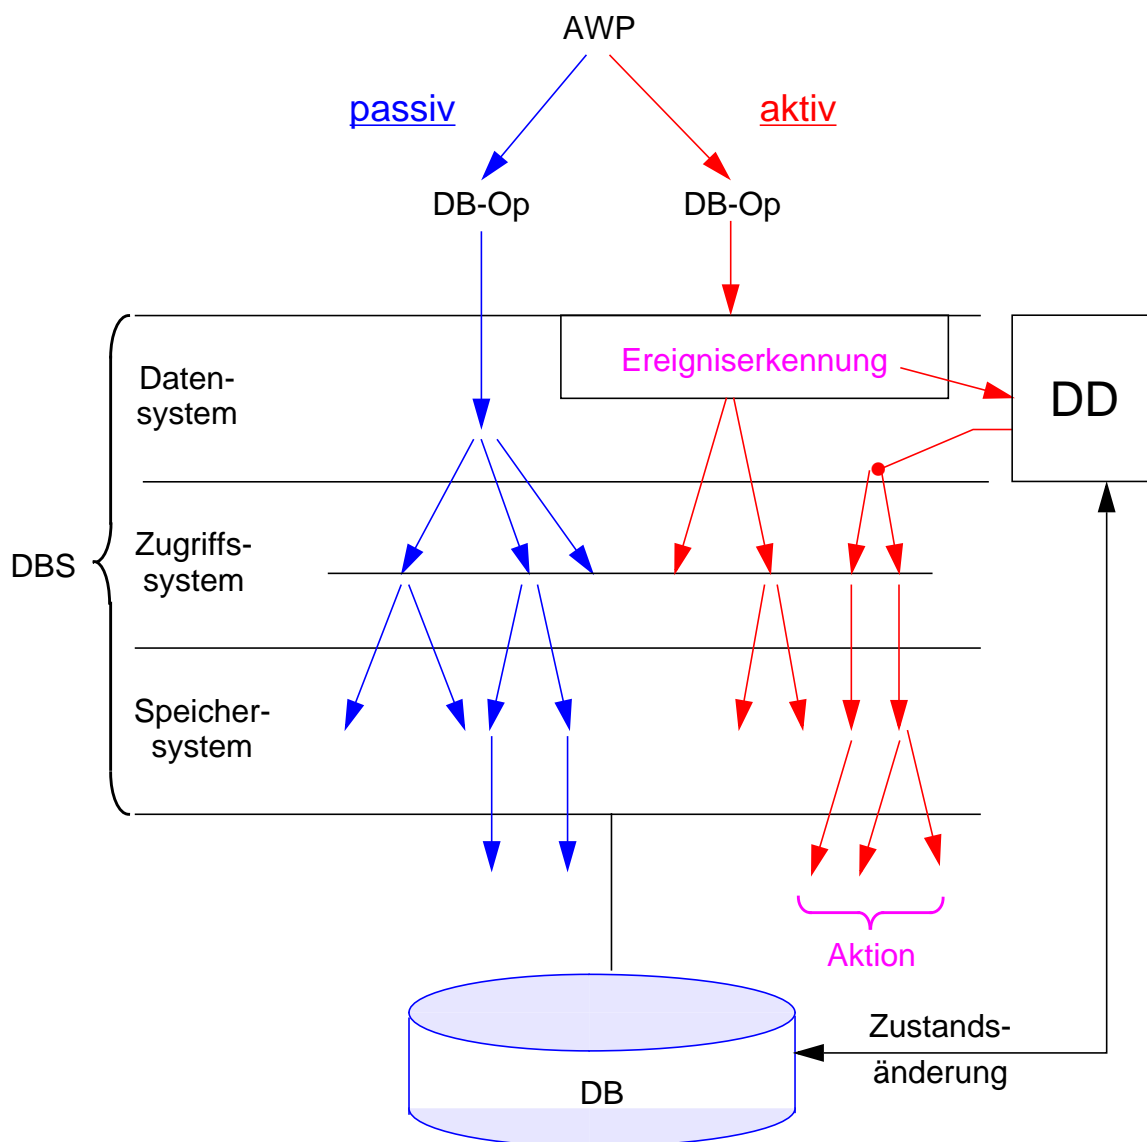 AWP
passiv
aktiv
DB-Op
DB-Op
Ereigniserkennung
DD
Daten-
system
DBS
Zugriffs-
system
Speicher-
system
Aktion
Zustands-
änderung
DB